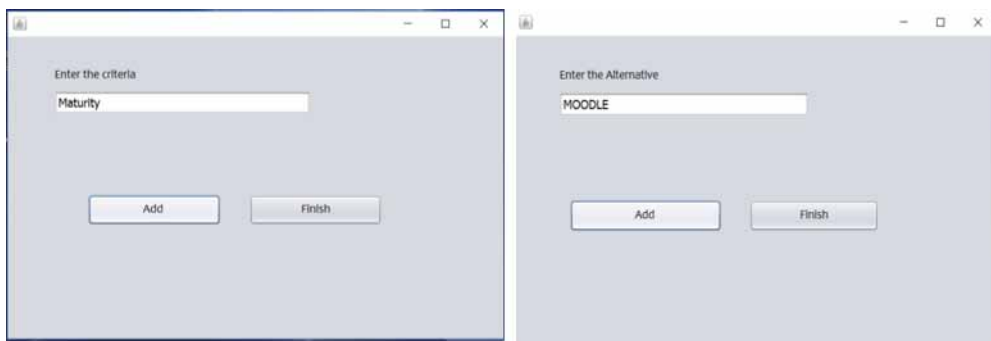 Enter the criteria
Maturity
Add
Finish
Enter the Alternative
MOODLE
Add
Finish